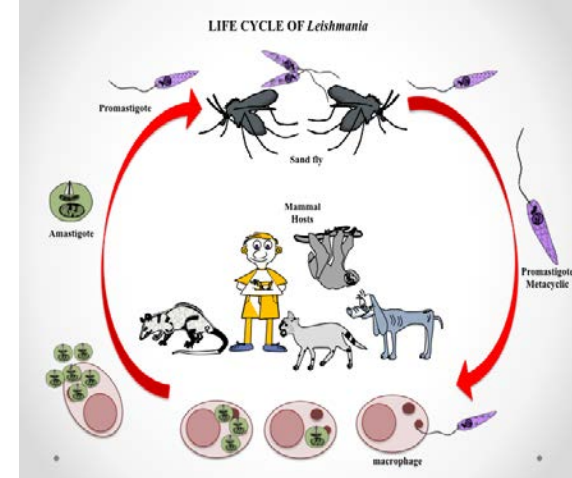 LIFE CYCLE OF Leishmania
Promastigote
Sand fly
Amastigote
Mammal
Hosts
Promastigote
Metacyclic
macrophage